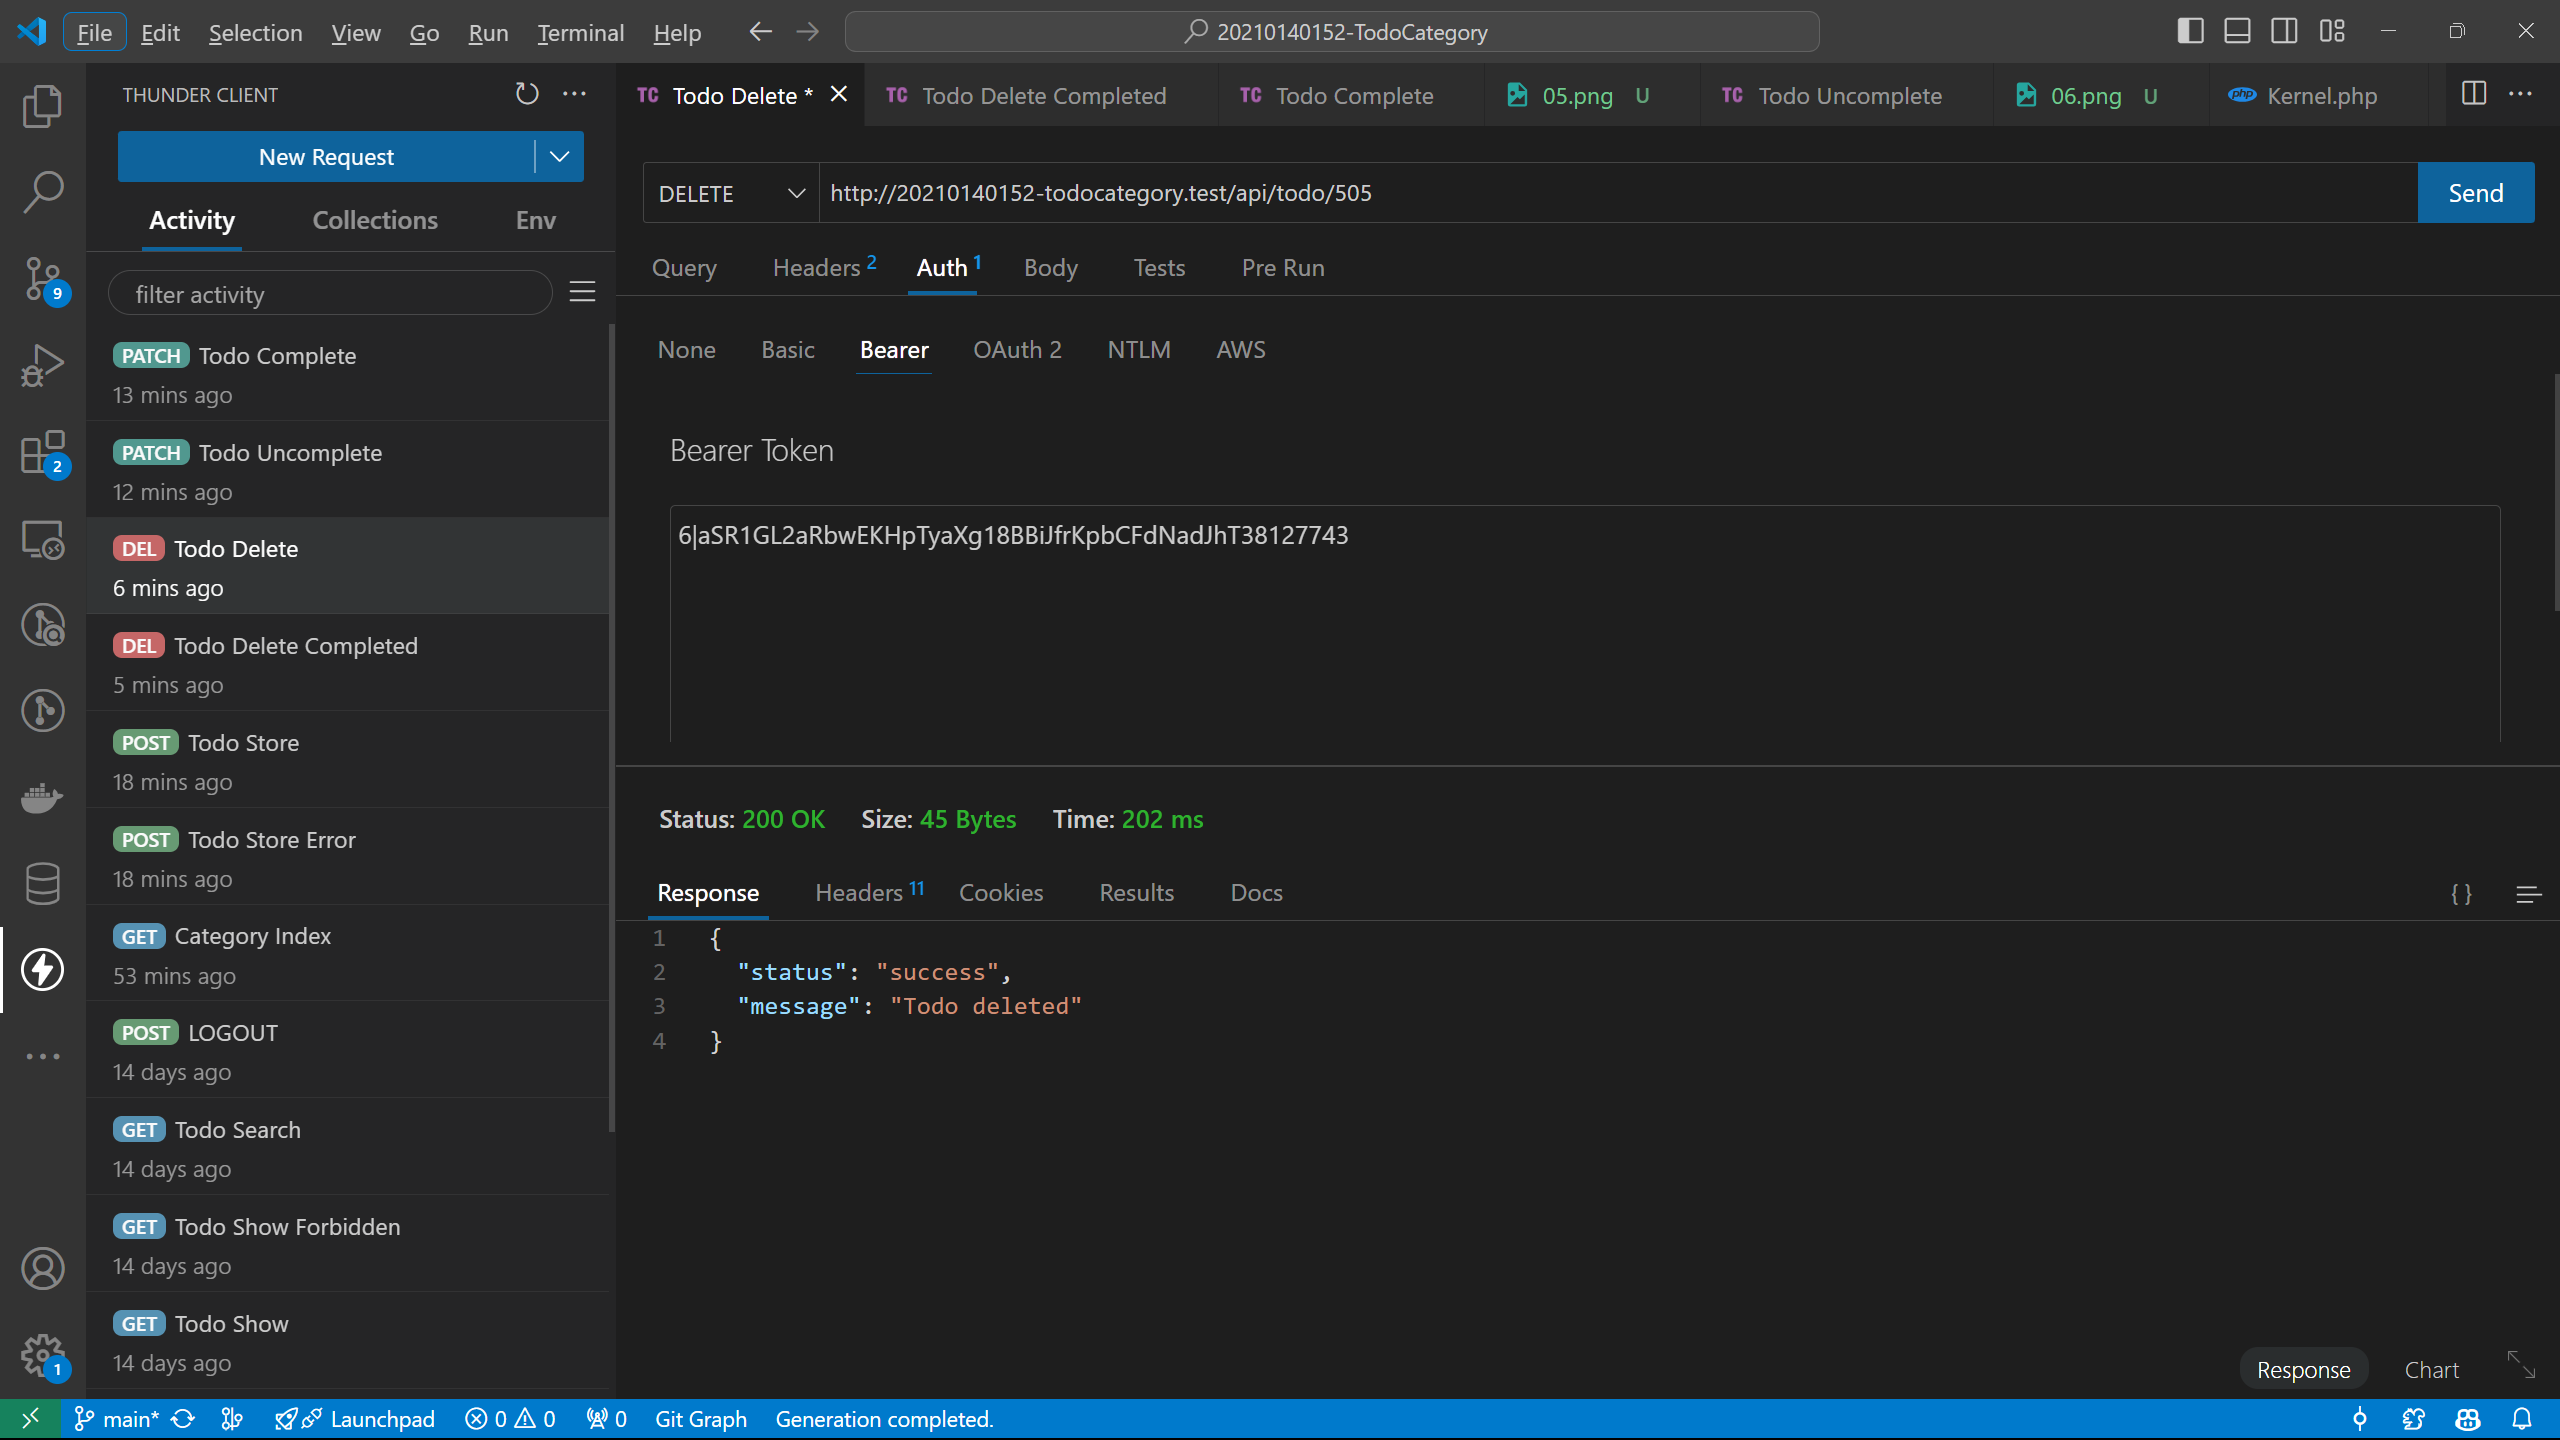 File Edit Selection View Go Run Terminal Help
20210140152-TodoCategory
THUNDER CLIENT
New Request
Activity Collections Env
filter activity
PATCH Todo Complete
13 mins ago
PATCH Todo Uncomplete
12 mins ago
DEL Todo Delete
6 mins ago
DEL Todo Delete Completed
5 mins ago
POST Todo Store
18 mins ago
POST Todo Store Error
18 mins ago
GET Category Index
53 mins ago
POST LOGOUT
14 days ago
GET Todo Search
14 days ago
GET Todo Show Forbidden
14 days ago
GET Todo Show
14 days ago
9
2
1
TC Todo Delete * TC Todo Delete Completed TC Todo Complete 05.png U TC Todo Uncomplete 06.png U php Kernel.php
DELETE http://20210140152-todocategory.test/api/todo/505 Send
Query Headers 2 Auth 1 Body Tests Pre Run
None Basic Bearer OAuth 2 NTLM AWS
Bearer Token
6|aSR1GL2aRbwEKHpTyaXg18BBiJfrKpbCFdNadJhT38127743
Status: 200 OK Size: 45 Bytes Time: 202 ms
Response Headers 11 Cookies Results Docs { }
1 {
2 "status": "success",
3 "message": "Todo deleted"
4 }
Response Chart
main* Launchpad 0 0 0 Git Graph Generation completed.